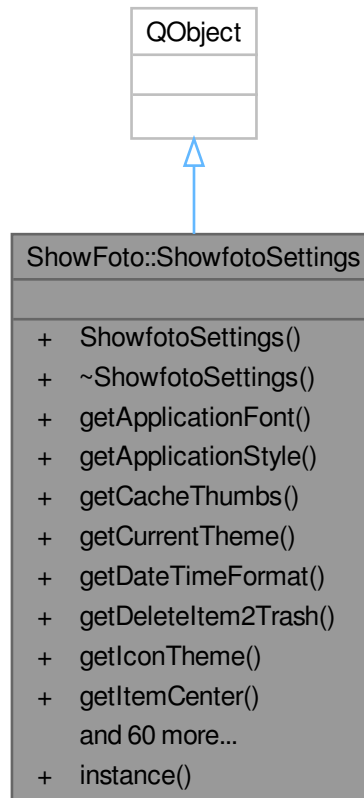 QObject
ShowFoto::ShowfotoSettings
+ ShowfotoSettings()
+ ~ShowfotoSettings()
+ getApplicationFont()
+ getApplicationStyle()
+ getCacheThumbs()
+ getCurrentTheme()
+ getDateTimeFormat()
+ getDeleteItem2Trash()
+ getIconTheme()
+ getItemCenter()
and 60 more...
+ instance()